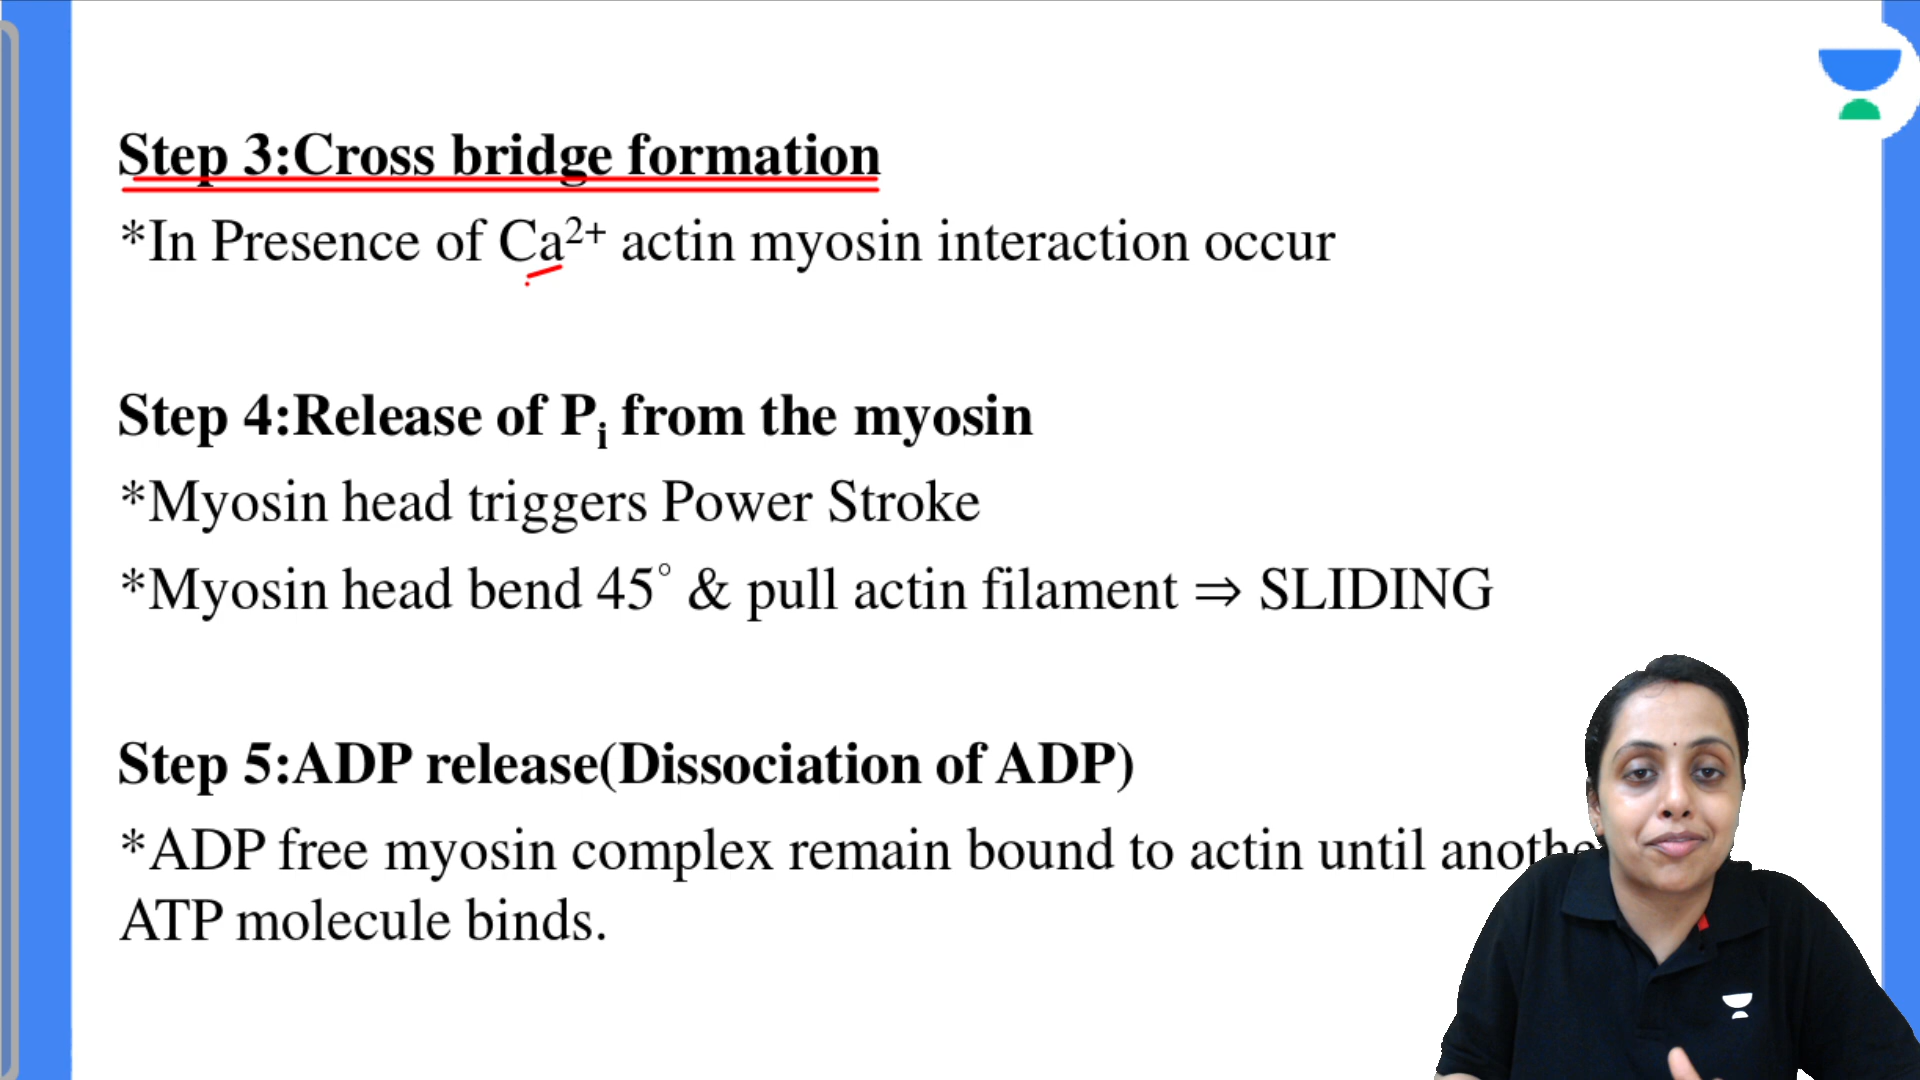 Step 3:Cross bridge formation
*In Presence of Ca²⁺ actin myosin interaction occur
Step 4:Release of Pᵢ from the myosin
*Myosin head triggers Power Stroke
*Myosin head bend 45° & pull actin filament ⇒ SLIDING
Step 5:ADP release(Dissociation of ADP)
*ADP free myosin complex remain bound to actin until
ATP molecule binds.